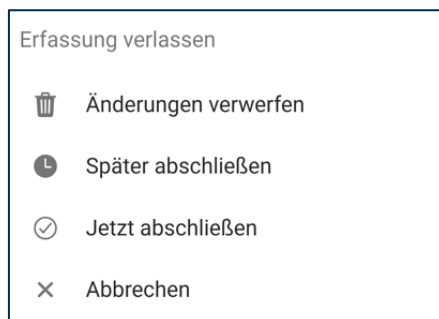 Erfassung verlassen
Änderungen verwerfen
Später abschließen
Jetzt abschließen
Abbrechen